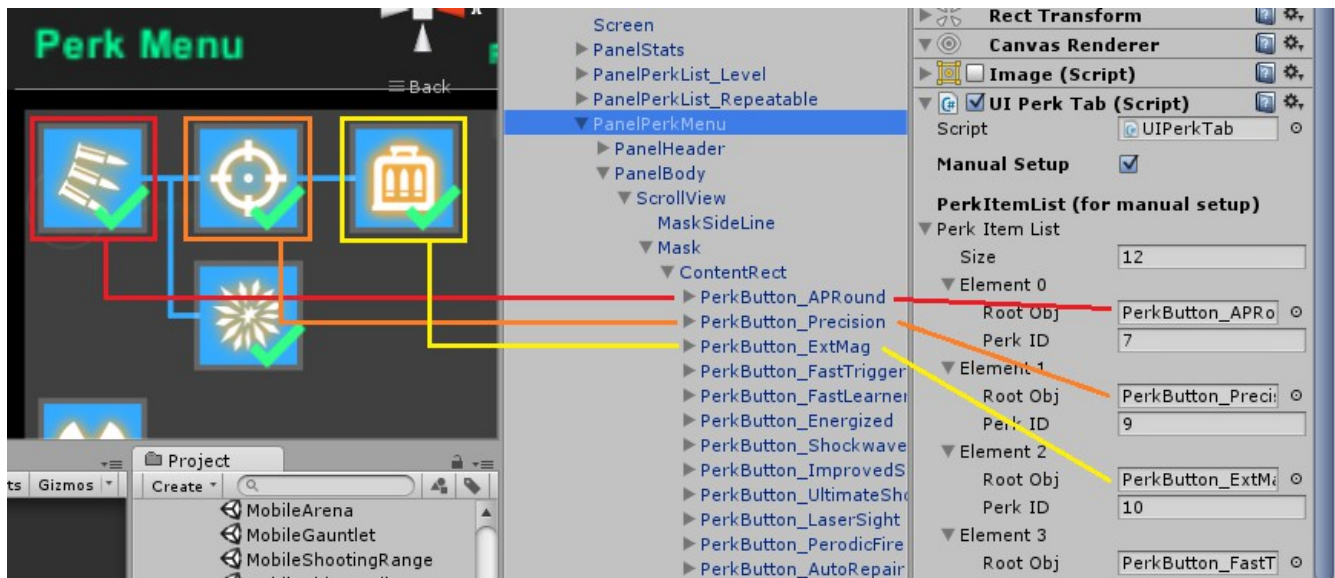 Perk Menu
Back
ts Gizmos
Project
Create
MobileArena
MobileGauntlet
MobileShootingRange
Screen
PanelStats
PanelPerkList_Level
PanelPerkList_Repeatable
PanelPerkMenu
PanelHeader
PanelBody
ScrollView
MaskSideLine
Mask
ContentRect
PerkButton_APRound
PerkButton_Precision
PerkButton_ExtMag
PerkButton_FastTrigger
PerkButton_FastLearner
PerkButton_Energized
PerkButton_Shockwave
PerkButton_ImprovedS
PerkButton_UltimateSho
PerkButton_LaserSight
PerkButton_PerodicFire
PerkButton_AutoRepair
Rect Transform
Canvas Renderer
Image (Script)
UI Perk Tab (Script)
Script UIPerkTab
Manual Setup
PerkItemList (for manual setup)
Perk Item List
Size 12
Element 0
Root Obj PerkButton_APRo
Perk ID 7
Element 1
Root Obj PerkButton_Preci
Perk ID 9
Element 2
Root Obj PerkButton_ExtMa
Perk ID 10
Element 3
Root Obj PerkButton_FastT